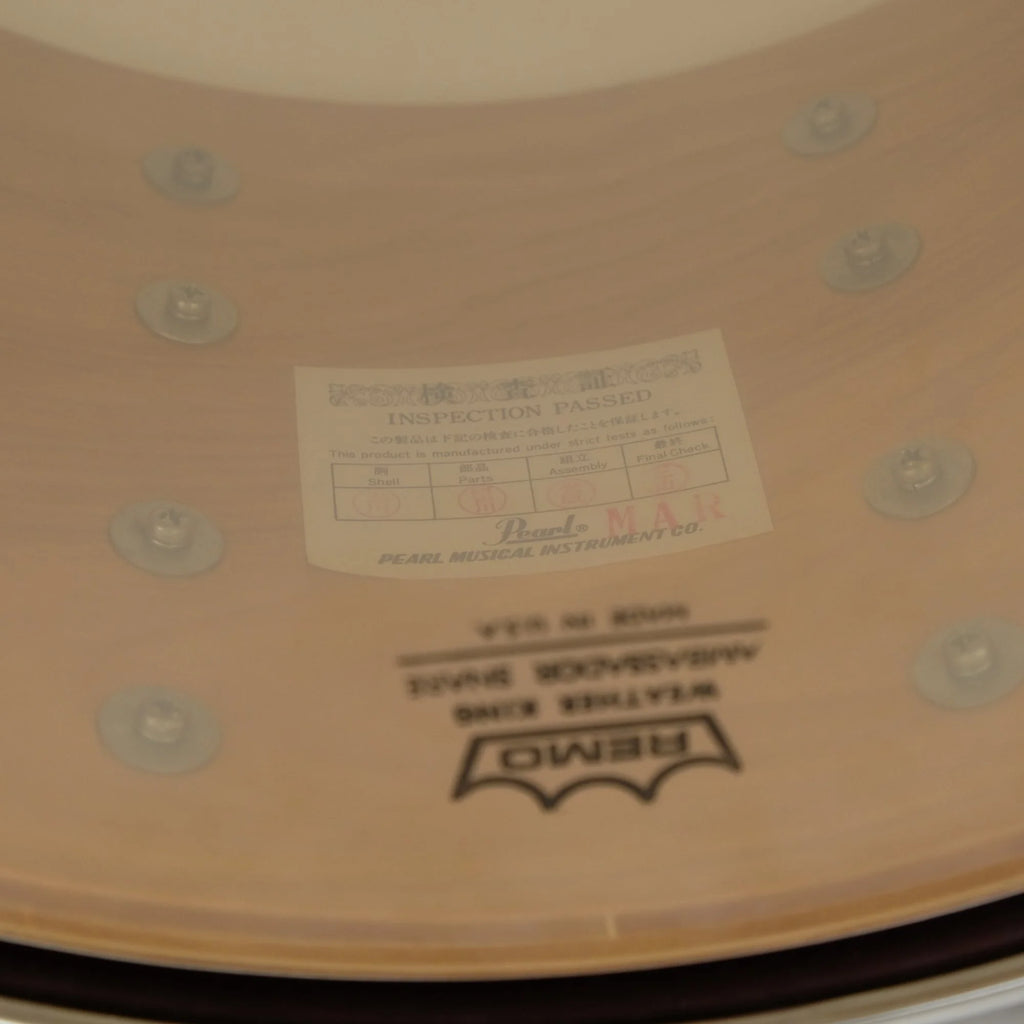 検査証
INSPECTION PASSED
この製品は下記の検査に合格したことを保証します。
This product is manufactured under strict tests as follows:
胴 部品 組立 最終
Shell Parts Assembly Final Check
Pearl® MAR
PEARL MUSICAL INSTRUMENT CO.
REMO
WEATHER KING
AMBASSADOR SNARE
MADE IN U.S.A